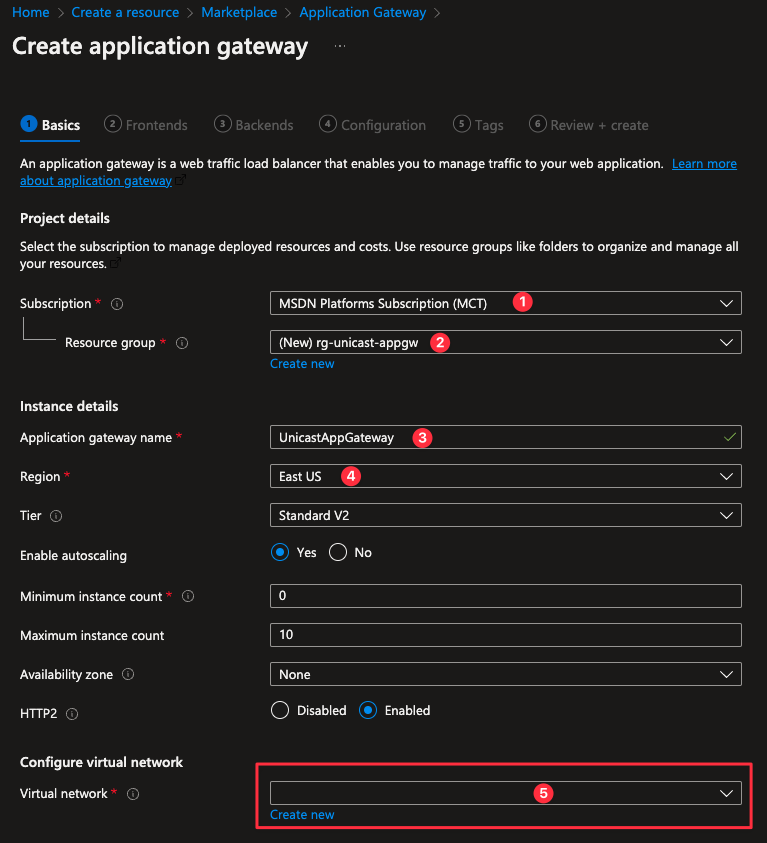 Home > Create a resource > Marketplace > Application Gateway >
Create application gateway ...
1 Basics 2 Frontends 3 Backends 4 Configuration 5 Tags 6 Review + create
An application gateway is a web traffic load balancer that enables you to manage traffic to your web application. Learn more
about application gateway
Project details
Select the subscription to manage deployed resources and costs. Use resource groups like folders to organize and manage all
your resources.
Subscription * MSDN Platforms Subscription (MCT) 1
Resource group * (New) rg-unicast-appgw 2
Create new
Instance details
Application gateway name * UnicastAppGateway 3
Region * East US 4
Tier Standard V2
Enable autoscaling Yes No
Minimum instance count * 0
Maximum instance count 10
Availability zone None
HTTP2 Disabled Enabled
Configure virtual network
Virtual network * 5
Create new